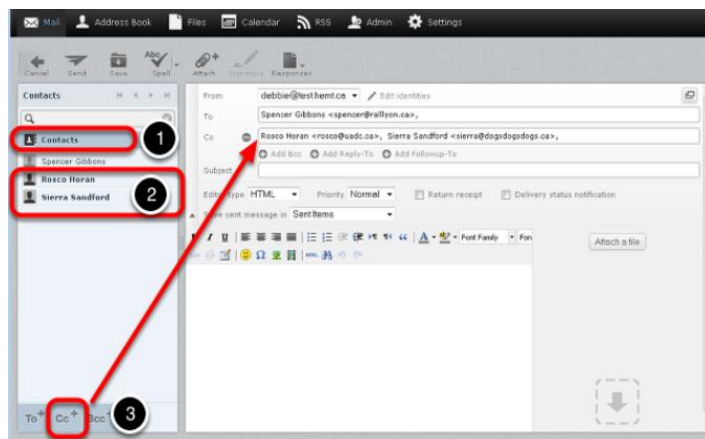 Mail Address Book Files Calendar RSS Admin Settings
Cancel Send Save Spell Attach Signature Responses
Contacts
Contacts
Spencer Gibbons
Rosco Horan
Sierra Sandford
1
2
3
To+ Cc+ Bcc+
From debbie@testhemt.ca Edit identities
To Spencer Gibbons <spencer@ralllyon.ca>,
Cc Rosco Horan <rosco@uadc.ca>, Sierra Sandford <sierra@dogsdogsdogs.ca>,
Add Bcc Add Reply-To Add Followup-To
Subject
Editor type HTML Priority Normal Return receipt Delivery status notification
Save sent message in Sent Items
Font Family Fon
HTML
Attach a file